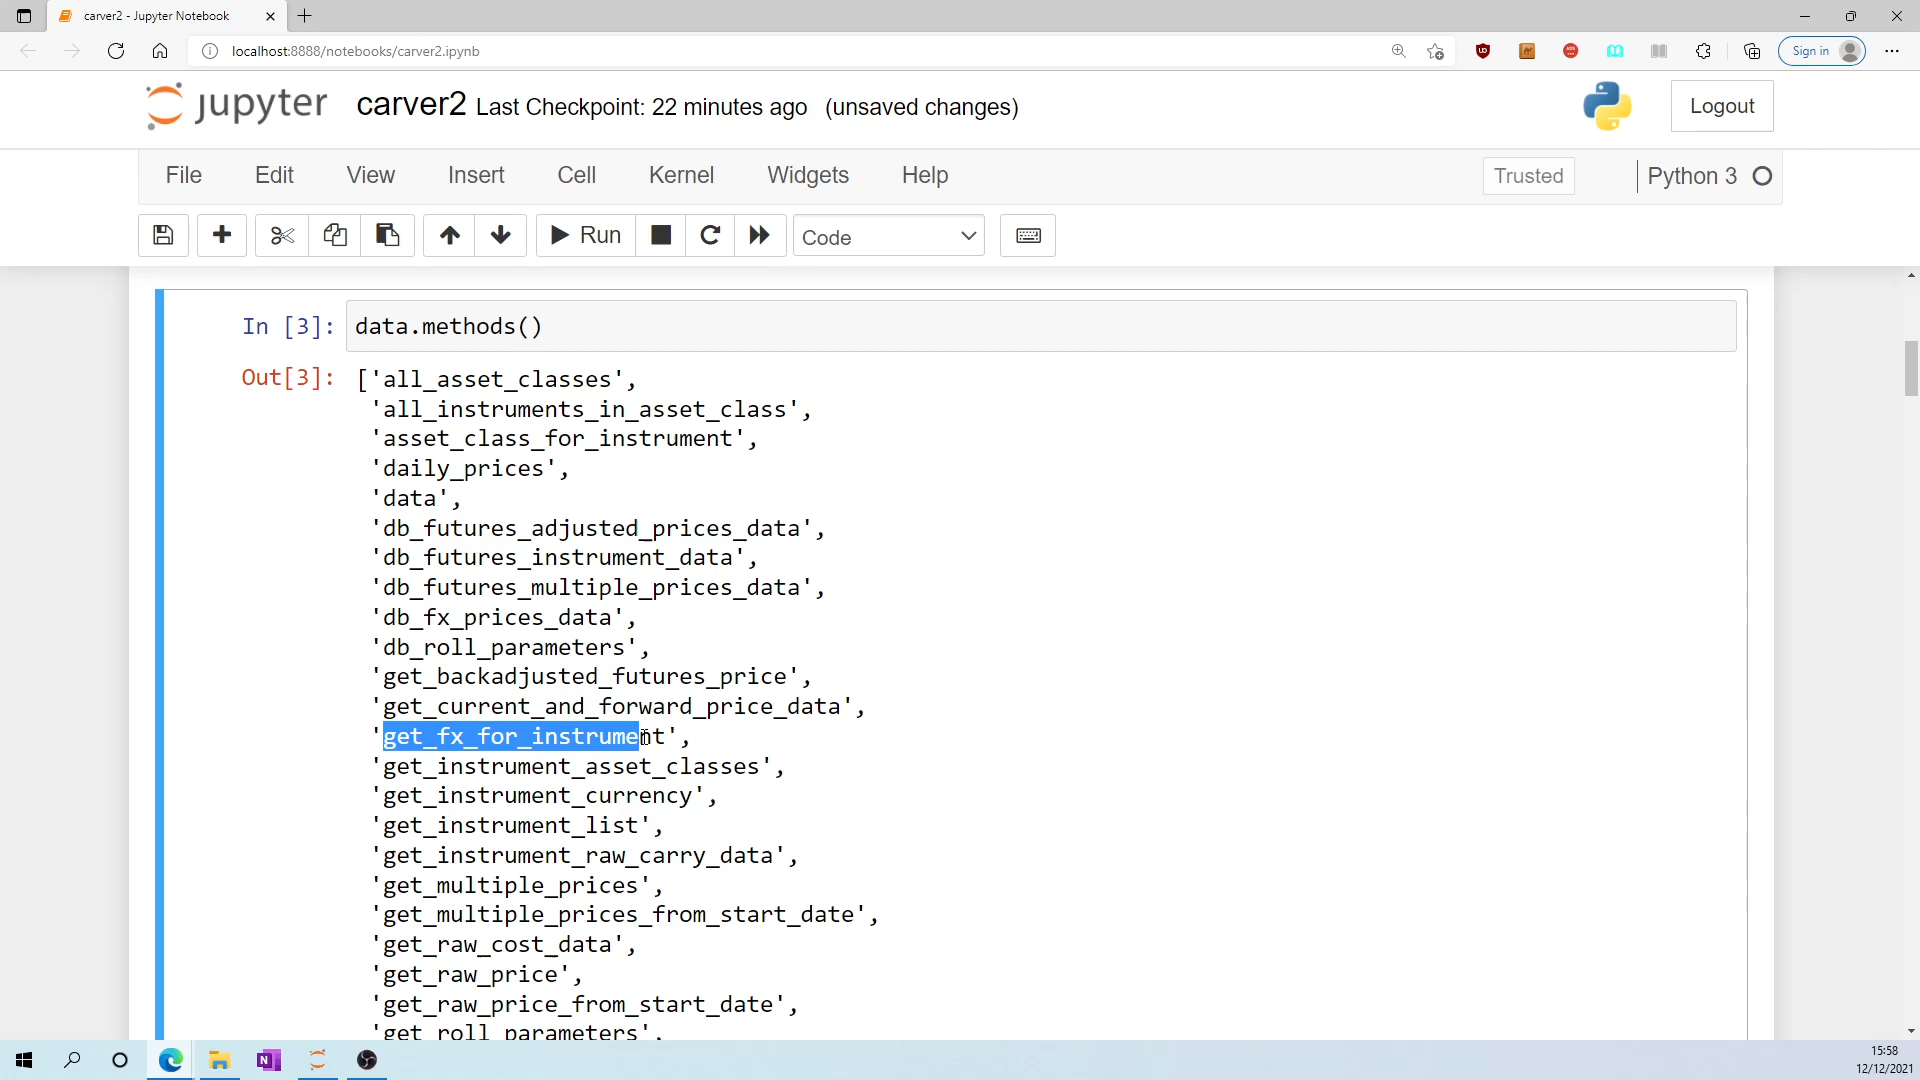 carver2 - Jupyter Notebook
localhost:8888/notebooks/carver2.ipynb
Sign in
jupyter carver2 Last Checkpoint: 22 minutes ago (unsaved changes)
Logout
File Edit View Insert Cell Kernel Widgets Help
Trusted
Python 3
Run
Code
In [3]: data.methods()
Out[3]: ['all_asset_classes',
'all_instruments_in_asset_class',
'asset_class_for_instrument',
'daily_prices',
'data',
'db_futures_adjusted_prices_data',
'db_futures_instrument_data',
'db_futures_multiple_prices_data',
'db_fx_prices_data',
'db_roll_parameters',
'get_backadjusted_futures_price',
'get_current_and_forward_price_data',
'get_fx_for_instrument',
'get_instrument_asset_classes',
'get_instrument_currency',
'get_instrument_list',
'get_instrument_raw_carry_data',
'get_multiple_prices',
'get_multiple_prices_from_start_date',
'get_raw_cost_data',
'get_raw_price',
'get_raw_price_from_start_date',
'get_roll_parameters',
15:58
12/12/2021